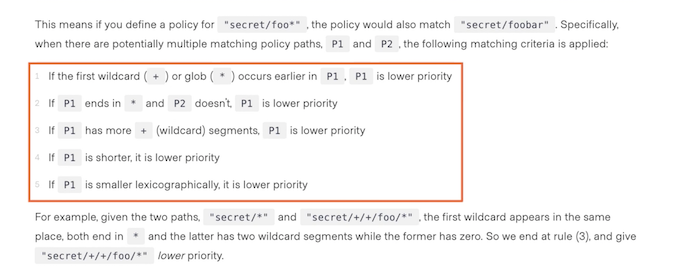 This means if you define a policy for "secret/foo*" , the policy would also match "secret/foobar" . Specifically,
when there are potentially multiple matching policy paths, P1 and P2 , the following matching criteria is applied:
1 If the first wildcard ( + ) or glob ( * ) occurs earlier in P1 , P1 is lower priority
2 If P1 ends in * and P2 doesn't, P1 is lower priority
3 If P1 has more + (wildcard) segments, P1 is lower priority
4 If P1 is shorter, it is lower priority
5 If P1 is smaller lexicographically, it is lower priority
For example, given the two paths, "secret/*" and "secret/+/+/foo/*" , the first wildcard appears in the same
place, both end in * and the latter has two wildcard segments while the former has zero. So we end at rule (3), and give
"secret/+/+/foo/*" lower priority.